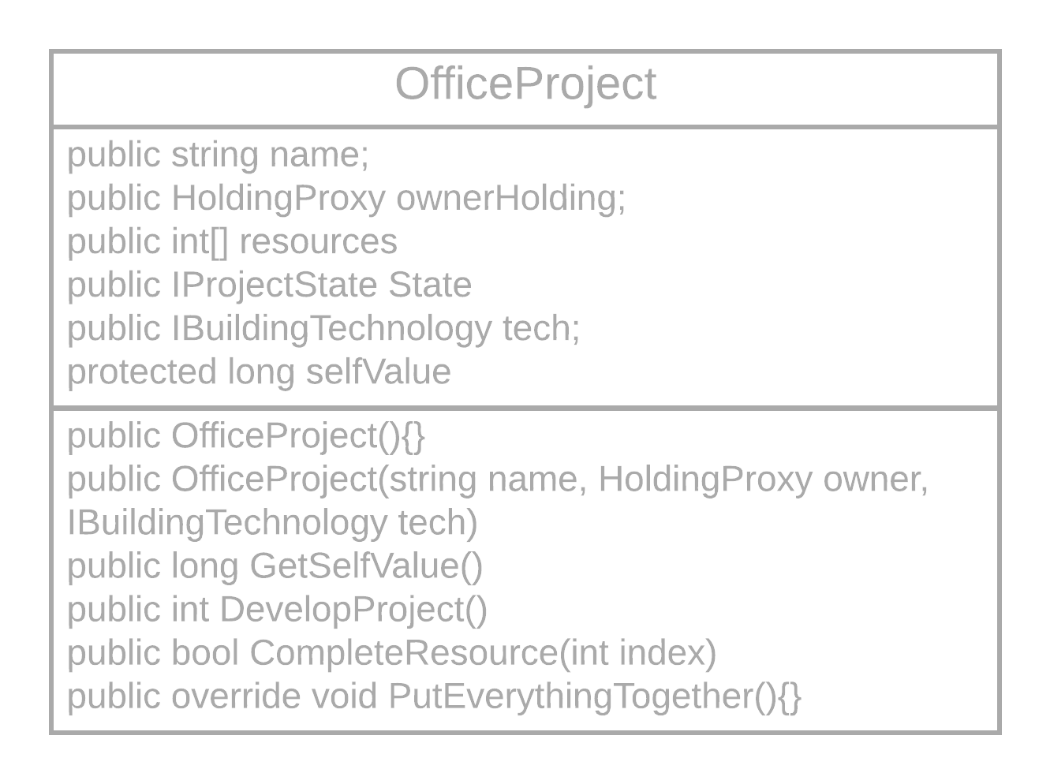 OfficeProject
public string name;
public HoldingProxy ownerHolding;
public int[] resources
public IProjectState State
public IBuildingTechnology tech;
protected long selfValue
public OfficeProject(){}
public OfficeProject(string name, HoldingProxy owner,
IBuildingTechnology tech)
public long GetSelfValue()
public int DevelopProject()
public bool CompleteResource(int index)
public override void PutEverythingTogether(){}